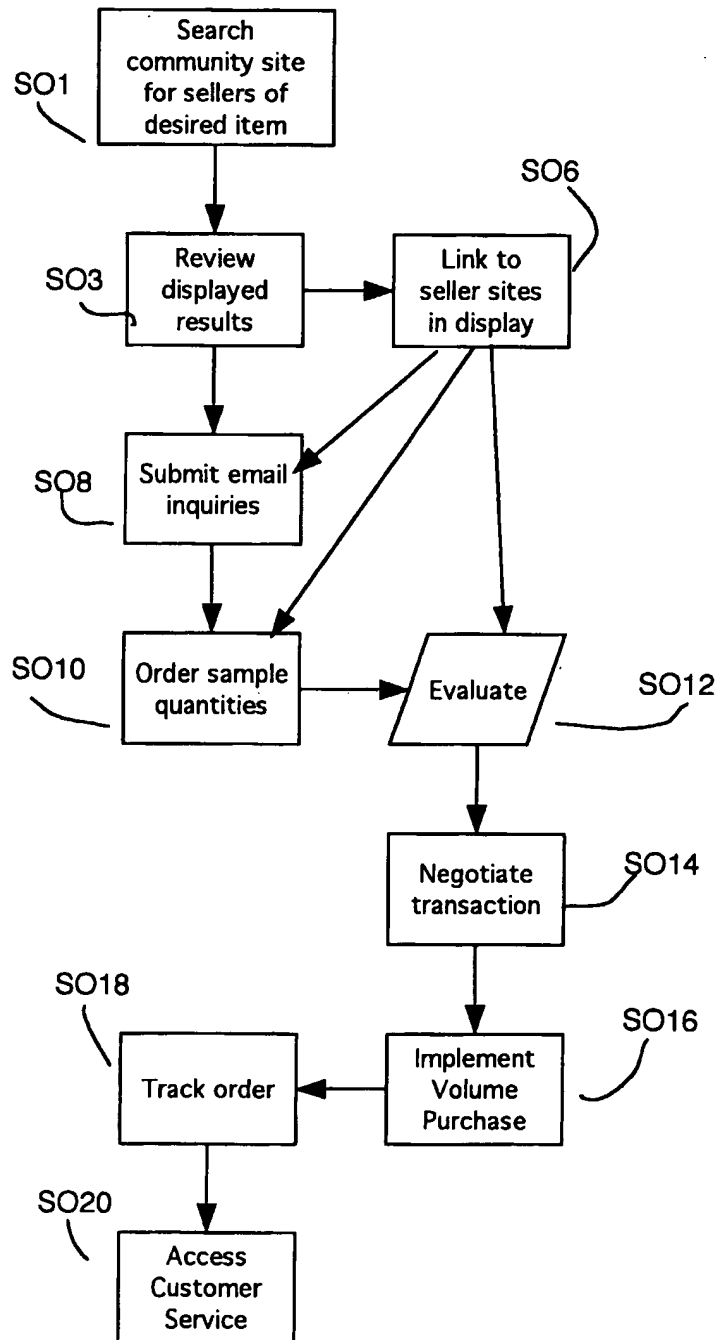 Search
community site
for sellers of
desired item
SO1
SO6
Review
displayed
results
SO3
Link to
seller sites
in display
Submit email
inquiries
SO8
Order sample
quantities
SO10
Evaluate
SO12
Negotiate
transaction
SO14
SO18
Track order
Implement
Volume
Purchase
SO16
SO20
Access
Customer
Service